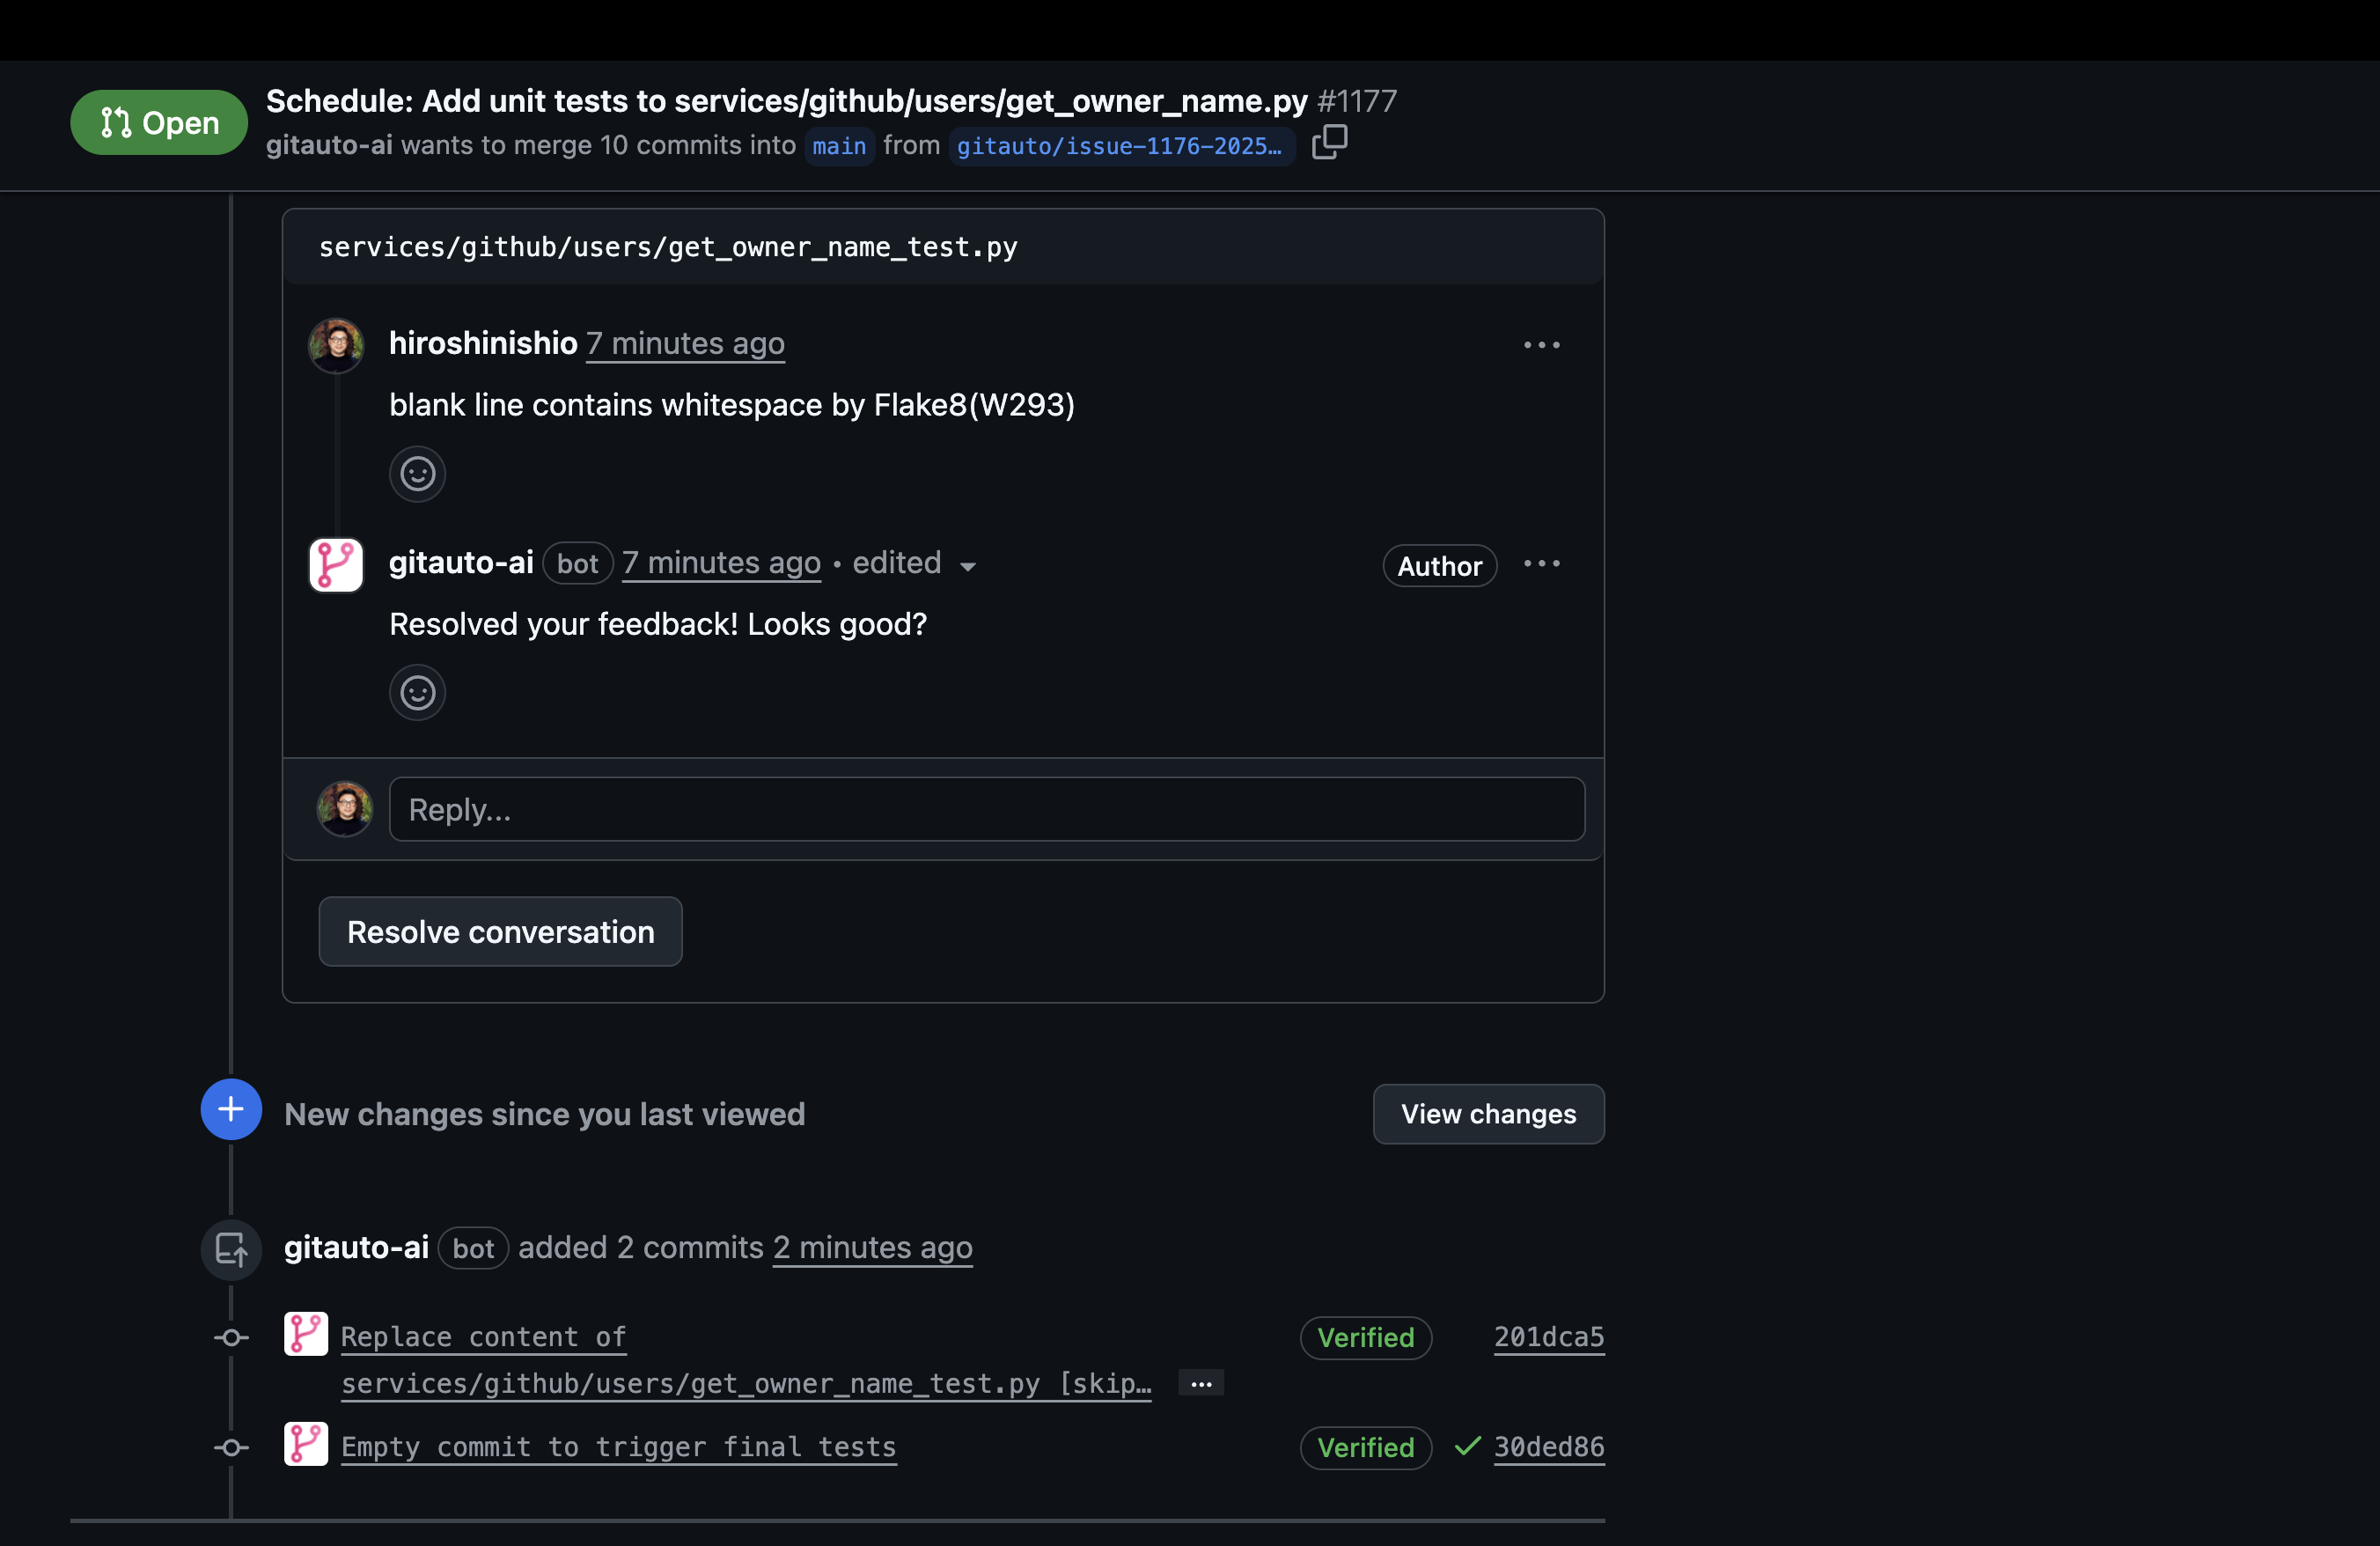 Open
Schedule: Add unit tests to services/github/users/get_owner_name.py #1177
gitauto-ai wants to merge 10 commits into main from gitauto/issue-1176-2025…
services/github/users/get_owner_name_test.py
hiroshinishio 7 minutes ago
blank line contains whitespace by Flake8(W293)
gitauto-ai bot 7 minutes ago • edited
Author
Resolved your feedback! Looks good?
Reply...
Resolve conversation
New changes since you last viewed
View changes
gitauto-ai bot added 2 commits 2 minutes ago
Replace content of
Verified 201dca5
services/github/users/get_owner_name_test.py [skip…
Empty commit to trigger final tests
Verified 30ded86